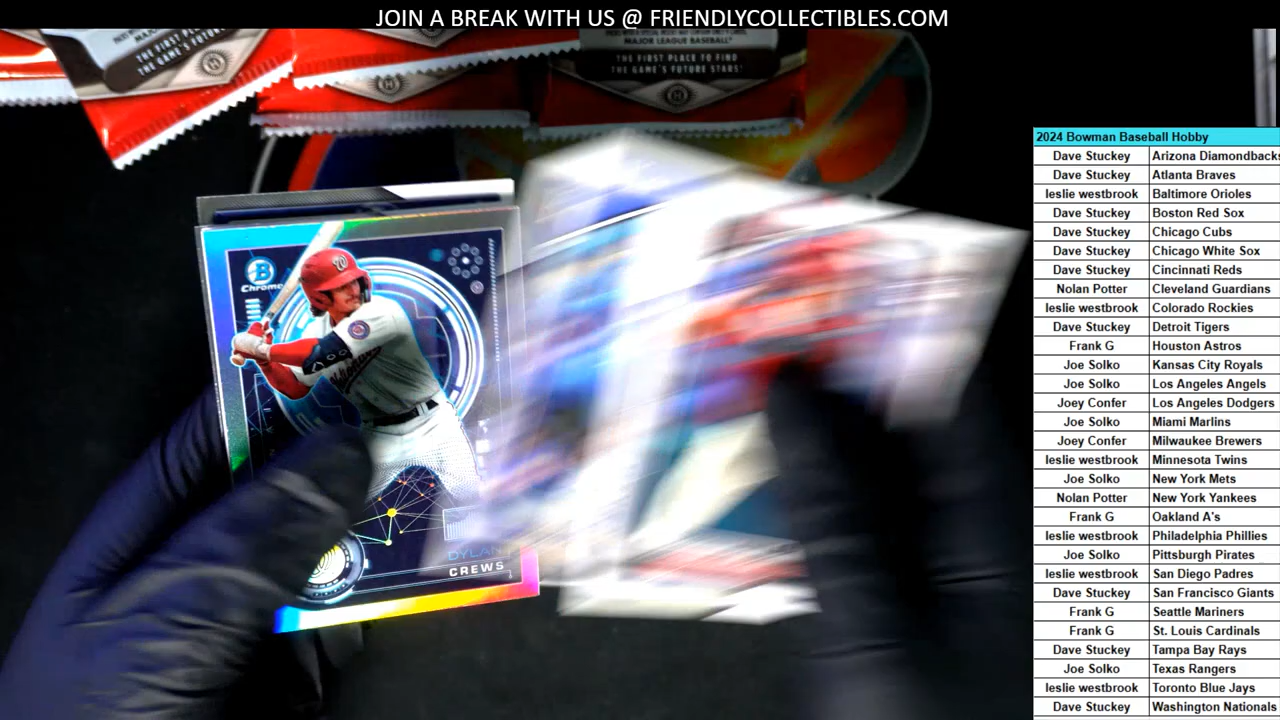 JOIN A BREAK WITH US @ FRIENDLYCOLLECTIBLES.COM
THE FIRST
THE GAME'S FUTURE
MAJOR LEAGUE BASEBALL
THE FIRST PLACE TO FIND
THE GAME'S FUTURE STARS!
B
Chrome
W
DYLAN
CREWS
2024 Bowman Baseball Hobby
Dave Stuckey Arizona Diamondbacks
Dave Stuckey Atlanta Braves
leslie westbrook Baltimore Orioles
Dave Stuckey Boston Red Sox
Dave Stuckey Chicago Cubs
Dave Stuckey Chicago White Sox
Dave Stuckey Cincinnati Reds
Nolan Potter Cleveland Guardians
leslie westbrook Colorado Rockies
Dave Stuckey Detroit Tigers
Frank G Houston Astros
Joe Solko Kansas City Royals
Joe Solko Los Angeles Angels
Joey Confer Los Angeles Dodgers
Joe Solko Miami Marlins
Joey Confer Milwaukee Brewers
leslie westbrook Minnesota Twins
Joe Solko New York Mets
Nolan Potter New York Yankees
Frank G Oakland A's
leslie westbrook Philadelphia Phillies
Joe Solko Pittsburgh Pirates
leslie westbrook San Diego Padres
Dave Stuckey San Francisco Giants
Frank G Seattle Mariners
Frank G St. Louis Cardinals
Dave Stuckey Tampa Bay Rays
Joe Solko Texas Rangers
leslie westbrook Toronto Blue Jays
Dave Stuckey Washington Nationals